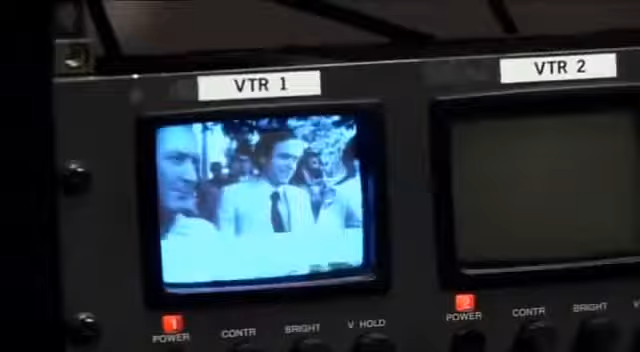 VTR 1
VTR 2
1
2
POWER
CONTR
BRIGHT
V HOLD
POWER
CONTR
BRIGHT